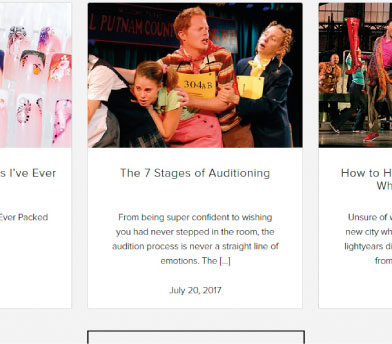 L PUTNAM COUN
304&B
s I've Ever
Ever Packed
The 7 Stages of Auditioning
From being super confident to wishing
you had never stepped in the room, the
audition process is never a straight line of
emotions. The [...]
July 20, 2017
How to H
Wh
Unsure of w
new city wh
lightyears di
from